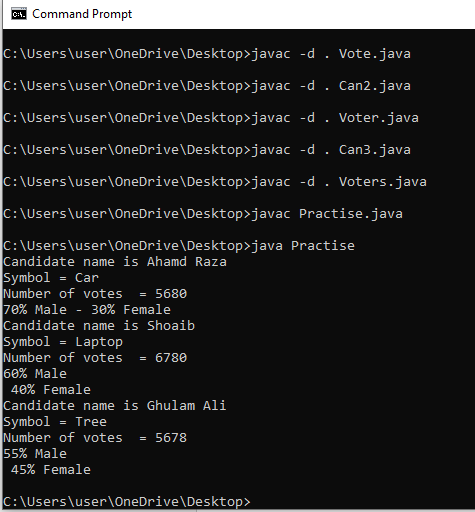 Command Prompt
C:\Users\user\OneDrive\Desktop>javac -d . Vote.java
C:\Users\user\OneDrive\Desktop>javac -d . Can2.java
C:\Users\user\OneDrive\Desktop>javac -d . Voter.java
C:\Users\user\OneDrive\Desktop>javac -d . Can3.java
C:\Users\user\OneDrive\Desktop>javac -d . Voters.java
C:\Users\user\OneDrive\Desktop>javac Practise.java
C:\Users\user\OneDrive\Desktop>java Practise
Candidate name is Ahamd Raza
Symbol = Car
Number of votes  = 5680
70% Male - 30% Female
Candidate name is Shoaib
Symbol = Laptop
Number of votes  = 6780
60% Male
 40% Female
Candidate name is Ghulam Ali
Symbol = Tree
Number of votes  = 5678
55% Male
 45% Female
C:\Users\user\OneDrive\Desktop>